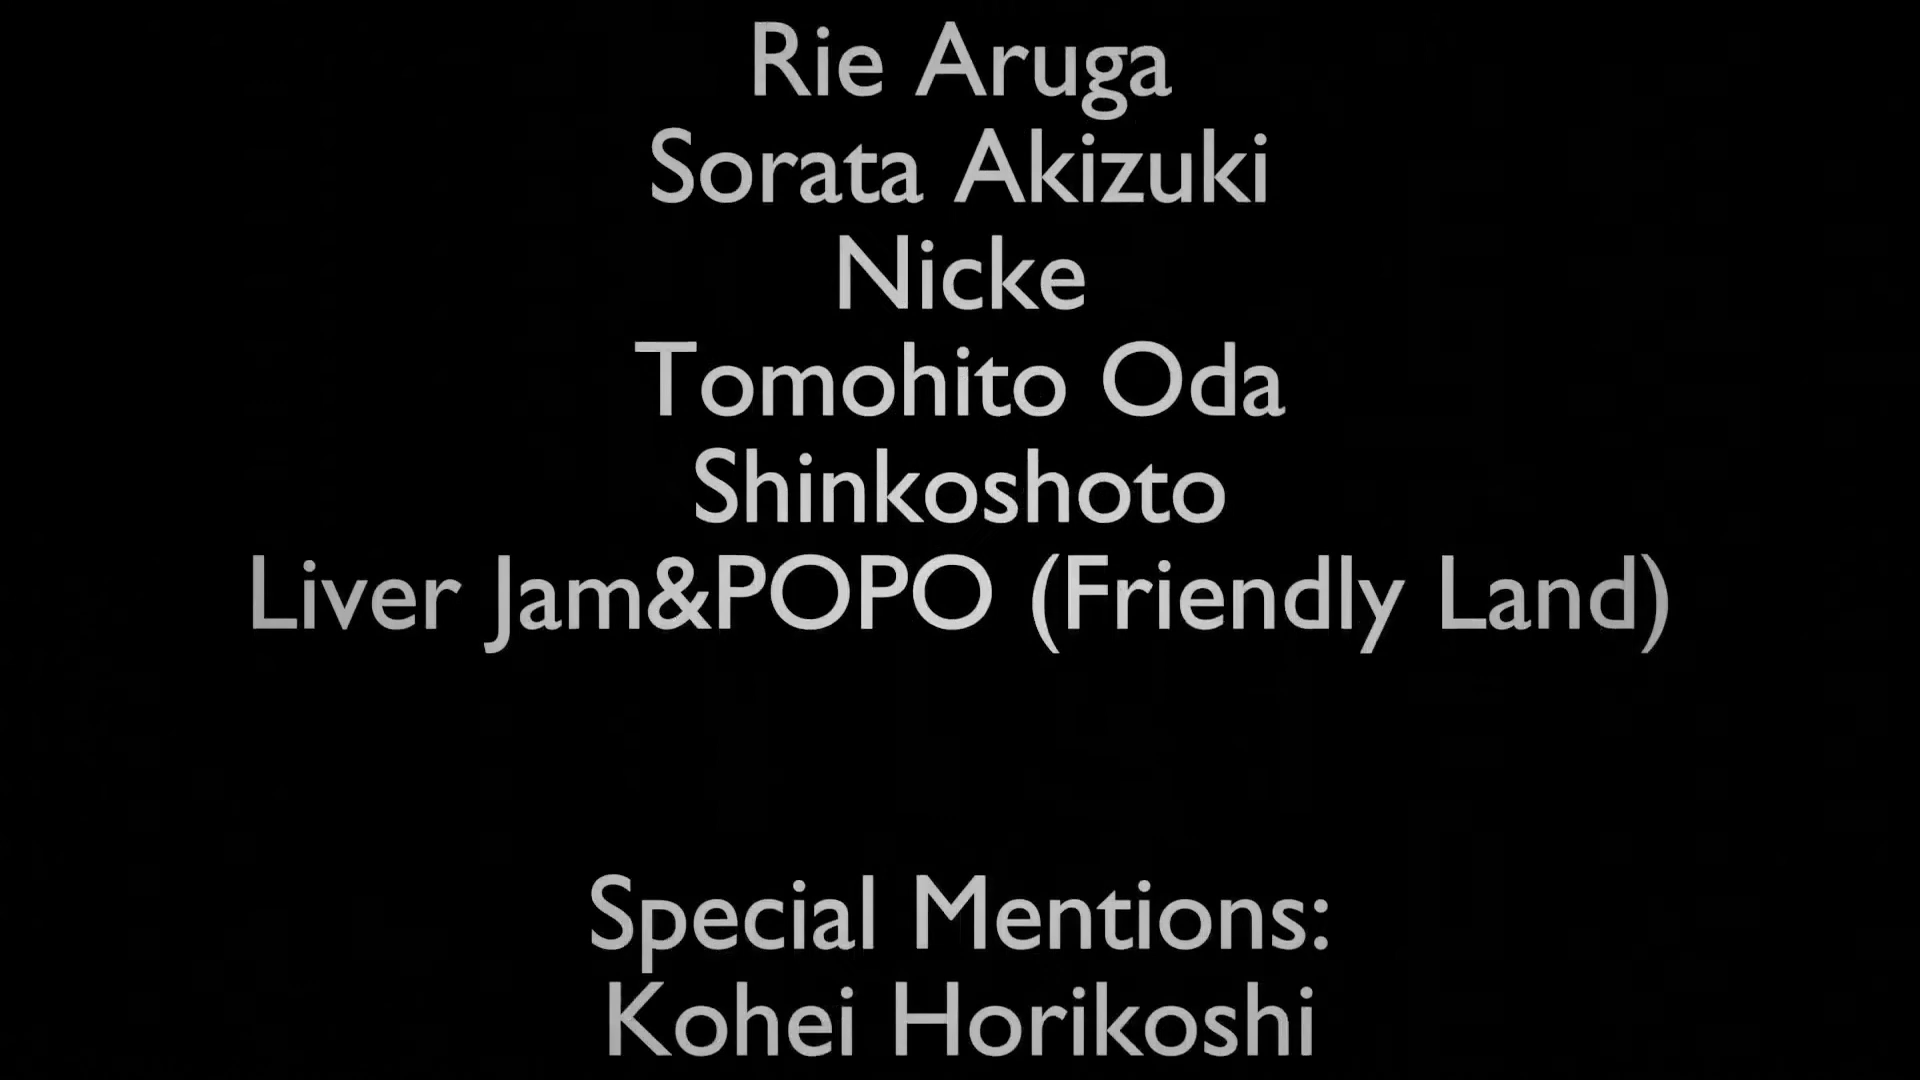 Rie Aruga
Sorata Akizuki
Nicke
Tomohito Oda
Shinkoshoto
Liver Jam&POPO (Friendly Land)
Special Mentions:
Kohei Horikoshi